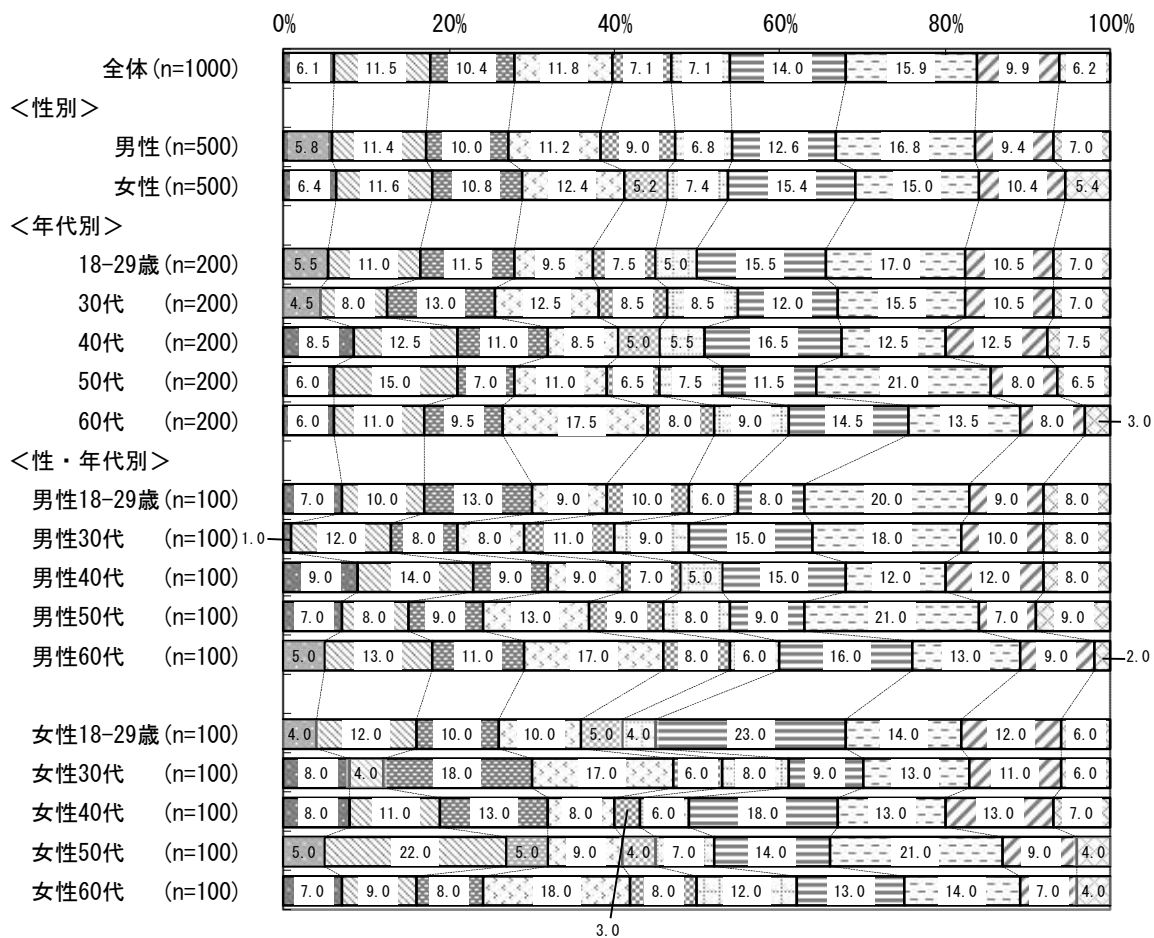 0% 20% 40% 60% 80% 100%
全体(n=1000) 6.1 11.5 10.4 11.8 7.1 7.1 14.0 15.9 9.9 6.2
＜性別＞
男性(n=500) 5.8 11.4 10.0 11.2 9.0 6.8 12.6 16.8 9.4 7.0
女性(n=500) 6.4 11.6 10.8 12.4 5.2 7.4 15.4 15.0 10.4 5.4
＜年代別＞
18-29歳(n=200) 5.5 11.0 11.5 9.5 7.5 5.0 15.5 17.0 10.5 7.0
30代 (n=200) 4.5 8.0 13.0 12.5 8.5 8.5 12.0 15.5 10.5 7.0
40代 (n=200) 8.5 12.5 11.0 8.5 5.0 5.5 16.5 12.5 12.5 7.5
50代 (n=200) 6.0 15.0 7.0 11.0 6.5 7.5 11.5 21.0 8.0 6.5
60代 (n=200) 6.0 11.0 9.5 17.5 8.0 9.0 14.5 13.5 8.0 3.0
＜性・年代別＞
男性18-29歳(n=100) 7.0 10.0 13.0 9.0 10.0 6.0 8.0 20.0 9.0 8.0
男性30代 (n=100) 1.0 12.0 8.0 8.0 11.0 9.0 15.0 18.0 10.0 8.0
男性40代 (n=100) 9.0 14.0 9.0 9.0 7.0 5.0 15.0 12.0 12.0 8.0
男性50代 (n=100) 7.0 8.0 9.0 13.0 9.0 8.0 9.0 21.0 7.0 9.0
男性60代 (n=100) 5.0 13.0 11.0 17.0 8.0 6.0 16.0 13.0 9.0 2.0
女性18-29歳(n=100) 4.0 12.0 10.0 10.0 5.0 4.0 23.0 14.0 12.0 6.0
女性30代 (n=100) 8.0 4.0 18.0 17.0 6.0 8.0 9.0 13.0 11.0 6.0
女性40代 (n=100) 8.0 11.0 13.0 8.0 6.0 18.0 13.0 13.0 7.0
女性50代 (n=100) 5.0 22.0 5.0 9.0 4.0 7.0 14.0 21.0 9.0 4.0
女性60代 (n=100) 7.0 9.0 8.0 18.0 8.0 12.0 13.0 14.0 7.0 4.0
3.0